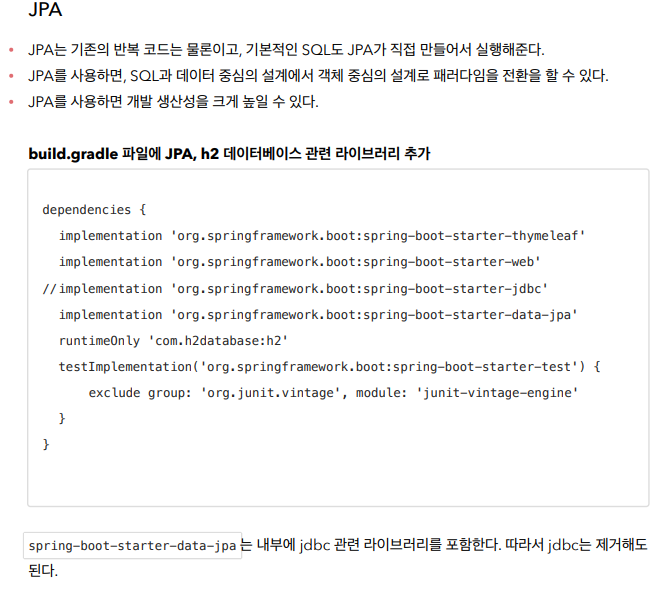 JPA
• JPA는 기존의 반복 코드는 물론이고, 기본적인 SQL도 JPA가 직접 만들어서 실행해준다.
• JPA를 사용하면, SQL과 데이터 중심의 설계에서 객체 중심의 설계로 패러다임을 전환을 할 수 있다.
• JPA를 사용하면 개발 생산성을 크게 높일 수 있다.
build.gradle 파일에 JPA, h2 데이터베이스 관련 라이브러리 추가
dependencies {
  implementation 'org.springframework.boot:spring-boot-starter-thymeleaf'
  implementation 'org.springframework.boot:spring-boot-starter-web'
//implementation 'org.springframework.boot:spring-boot-starter-jdbc'
  implementation 'org.springframework.boot:spring-boot-starter-data-jpa'
  runtimeOnly 'com.h2database:h2'
  testImplementation('org.springframework.boot:spring-boot-starter-test') {
      exclude group: 'org.junit.vintage', module: 'junit-vintage-engine'
  }
}
spring-boot-starter-data-jpa 는 내부에 jdbc 관련 라이브러리를 포함한다. 따라서 jdbc는 제거해도
된다.